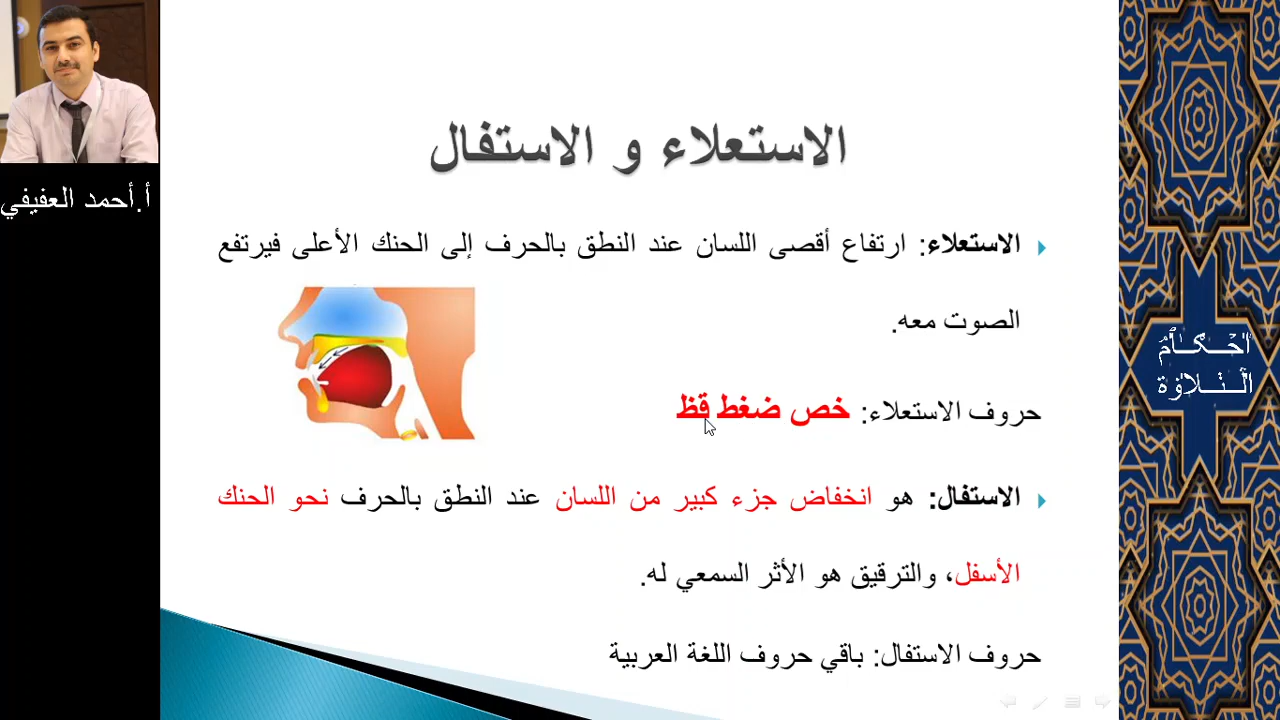 الاستعلاء و الاستفال
أ.أحمد العفيفي
الاستعلاء: ارتفاع أقصى اللسان عند النطق بالحرف إلى الحنك الأعلى فيرتفع
الصوت معه.
حروف الاستعلاء: خص ضغط قظ
الاستفال: هو انخفاض جزء كبير من اللسان عند النطق بالحرف نحو الحنك
الأسفل، والترقيق هو الأثر السمعي له.
حروف الاستفال: باقي حروف اللغة العربية
أحكام
التلاوة